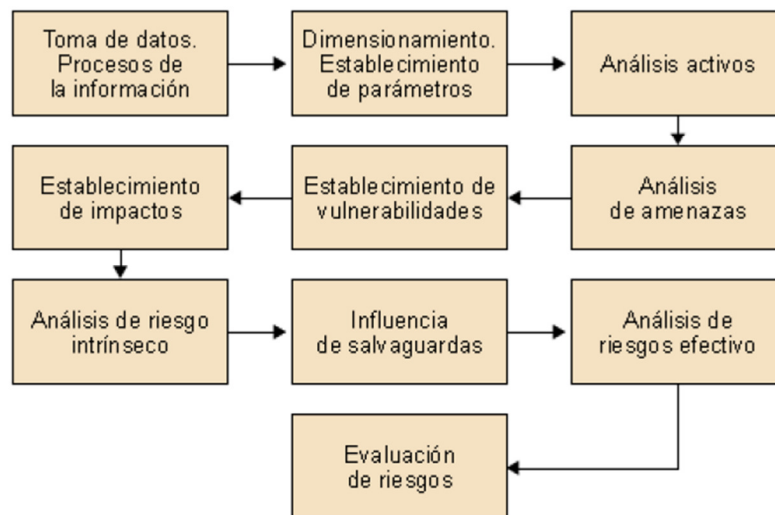 Toma de datos.
Procesos de
la información
Dimensionamiento.
Establecimiento
de parámetros
Análisis activos
Análisis
de amenazas
Establecimiento de
vulnerabilidades
Establecimiento
de impactos
Análisis de riesgo
intrínseco
Influencia
de salvaguardas
Análisis de
riesgos efectivo
Evaluación
de riesgos